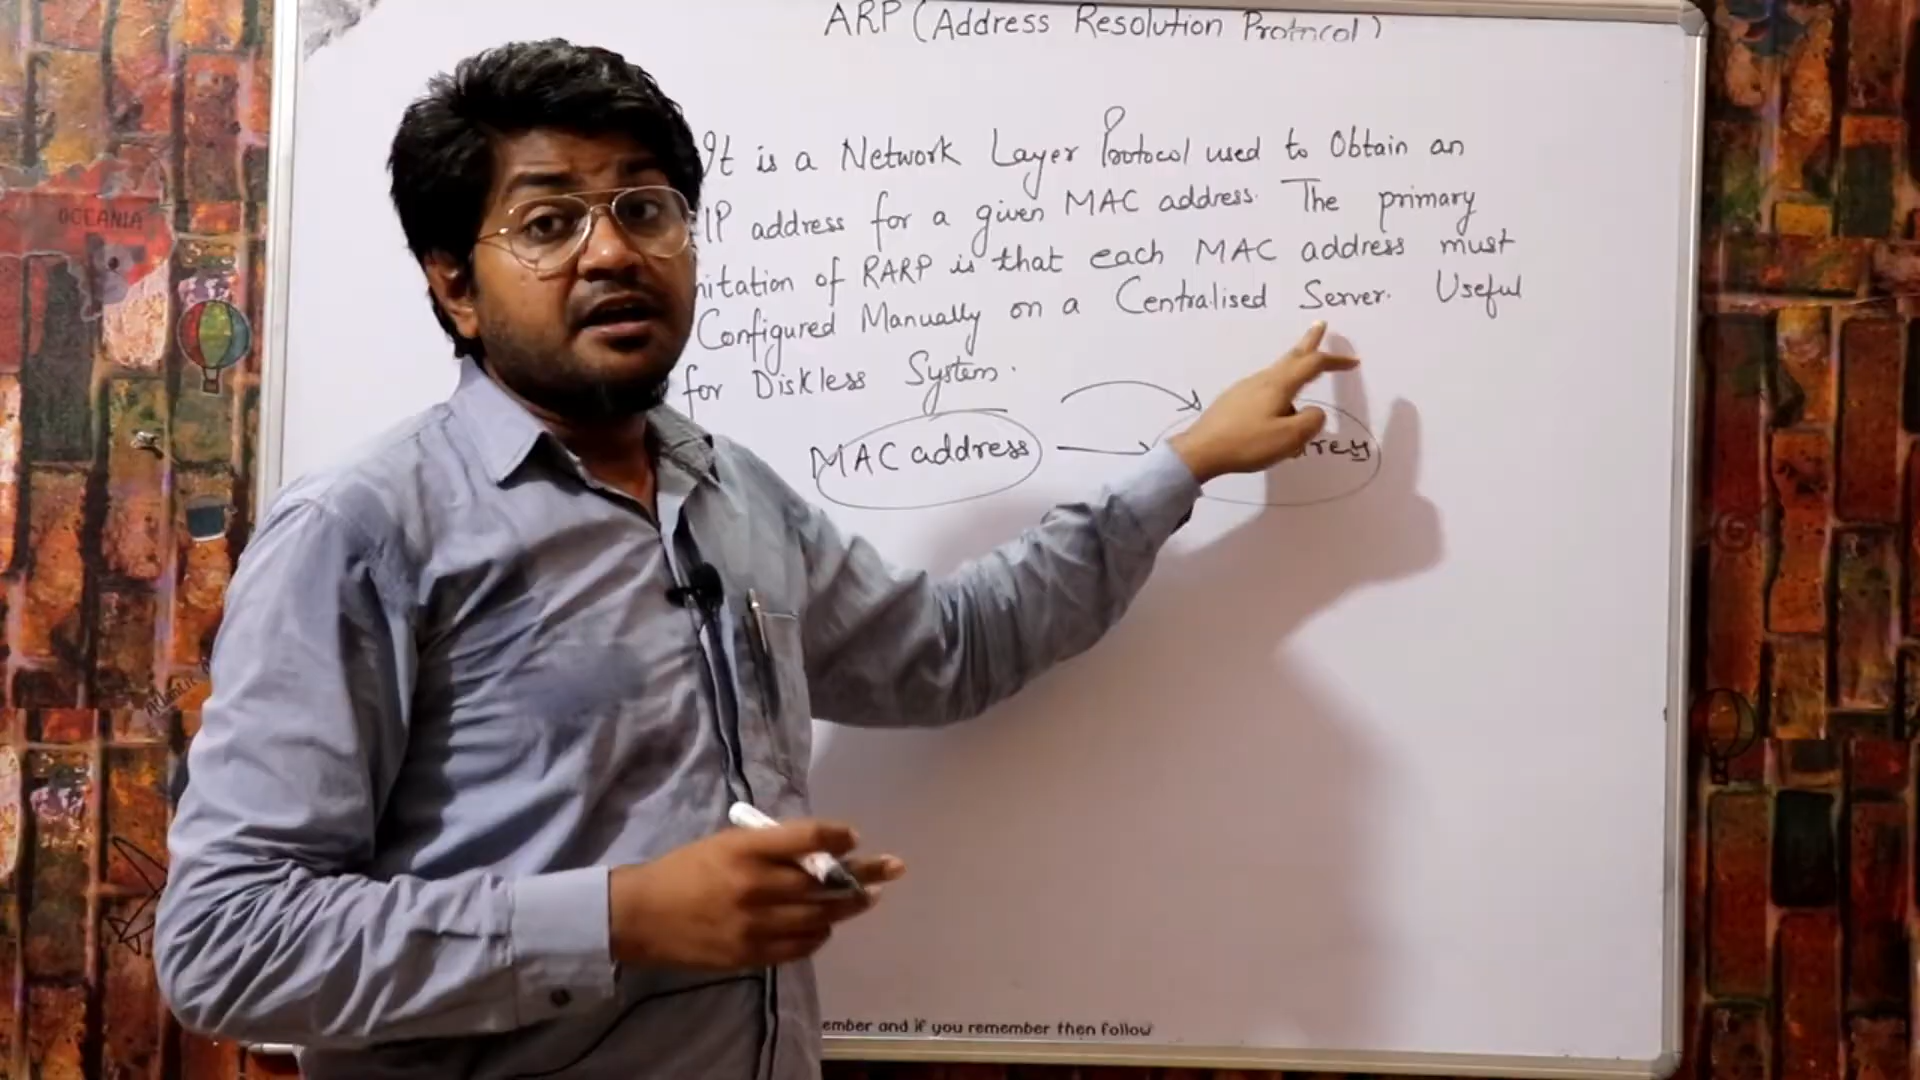 ARP (Address Resolution Protocol)
It is a Network Layer Protocol used to Obtain an
IP address for a given MAC address. The primary
itation of RARP is that each MAC address must
Configured Manually on a Centralised Server. Useful
for Diskless System.
MAC address
OCEANIA
Atlantic
ember and if you remember then follow